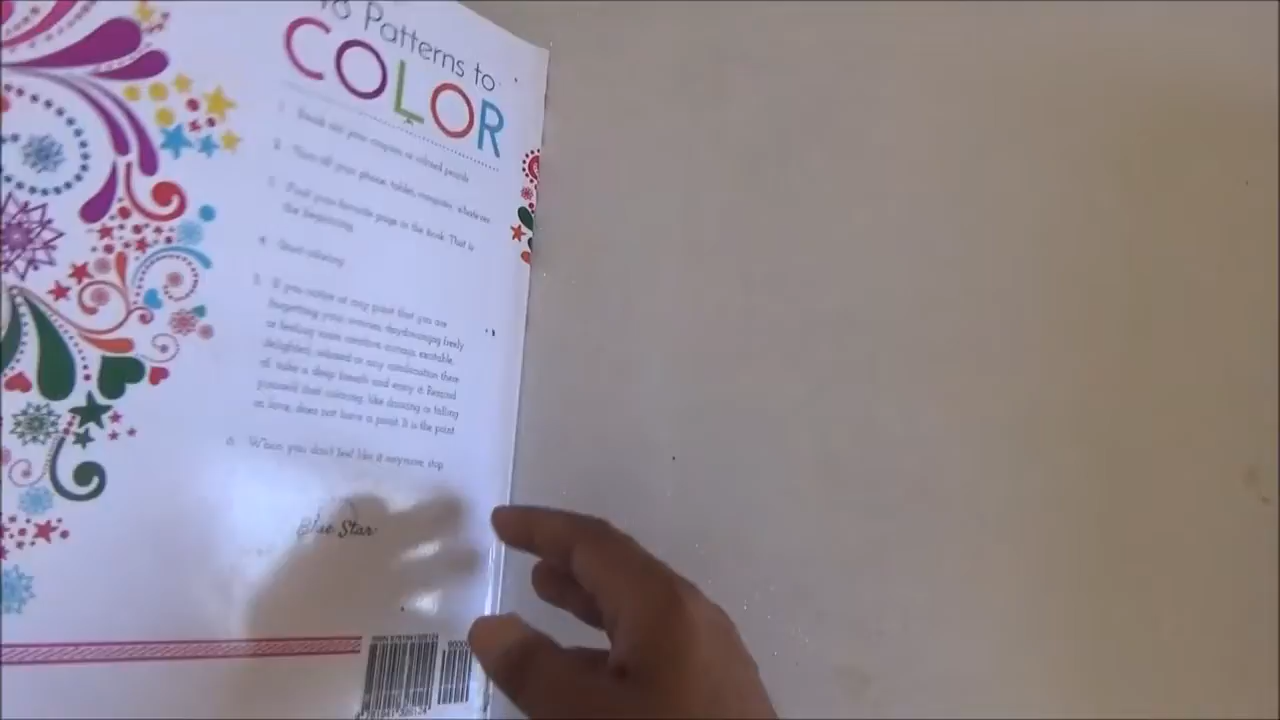 Patterns to
COLOR
1. Break out your crayons or colored pencils
2. Turn off your phone, tablet, computer, whatever
3. Find your favorite page in the book. That is
the beginning.
4. Start coloring
5. If you notice at any point that you are
forgetting your worries, daydreaming freely
or feeling more creative, curious, excitable,
delighted, relaxed or any combination there
of, take a deep breath and enjoy it. Remind
yourself that coloring, like dancing or falling
in love, does not have a point. It is the point.
6. When you don't feel like it anymore, stop
Blue Star